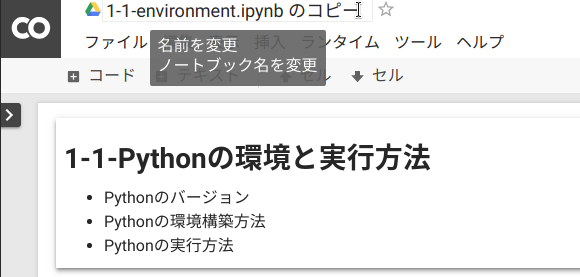 CO
1-1-environment.ipynb のコピー
ファイル 挿入 ランタイム ツール ヘルプ
名前を変更
ノートブック名を変更
コード テキスト セル セル
1-1-Pythonの環境と実行方法
Pythonのバージョン
Pythonの環境構築方法
Pythonの実行方法